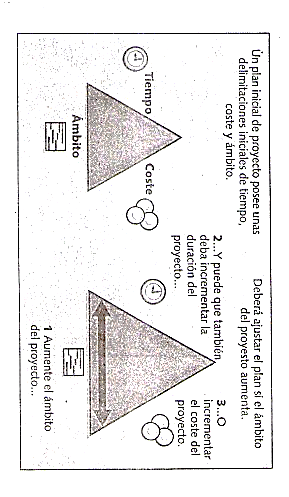 Un plan inicial de proyecto posee unas
delimitaciones iniciales de tiempo,
coste y ámbito.
Tiempo
Coste
Ámbito
Deberá ajustar el plan si el ámbito
del proyesto aumenta.
2...Y puede que también
deba incrementar la
duración del
proyecto...
3...O
incrementar
el coste del
proyecto.
1 Aumente el ámbito
del proyecto...